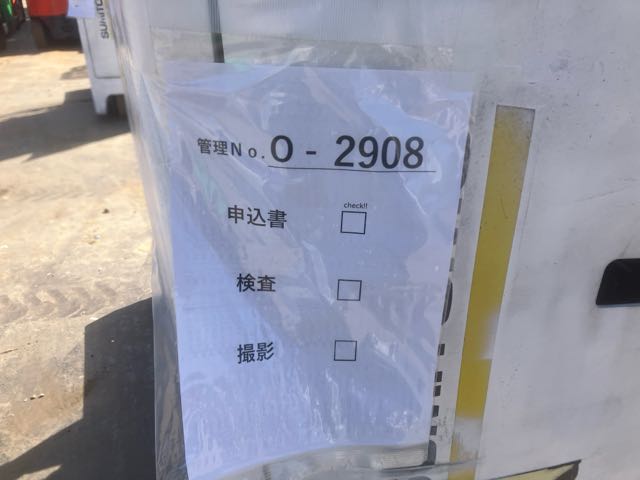 管理No. O - 2908
check!!
申込書 □
検査 □
撮影 □